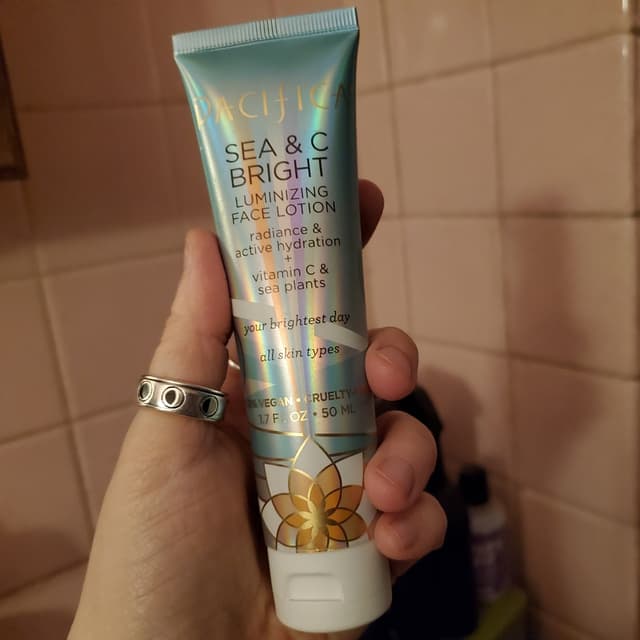 PACIFICA
SEA & C
BRIGHT
LUMINIZING
FACE LOTION
radiance &
active hydration
+
vitamin C &
sea plants
your brightest day
all skin types
VEGAN • CRUELTY-
1.7 FL OZ • 50 ML